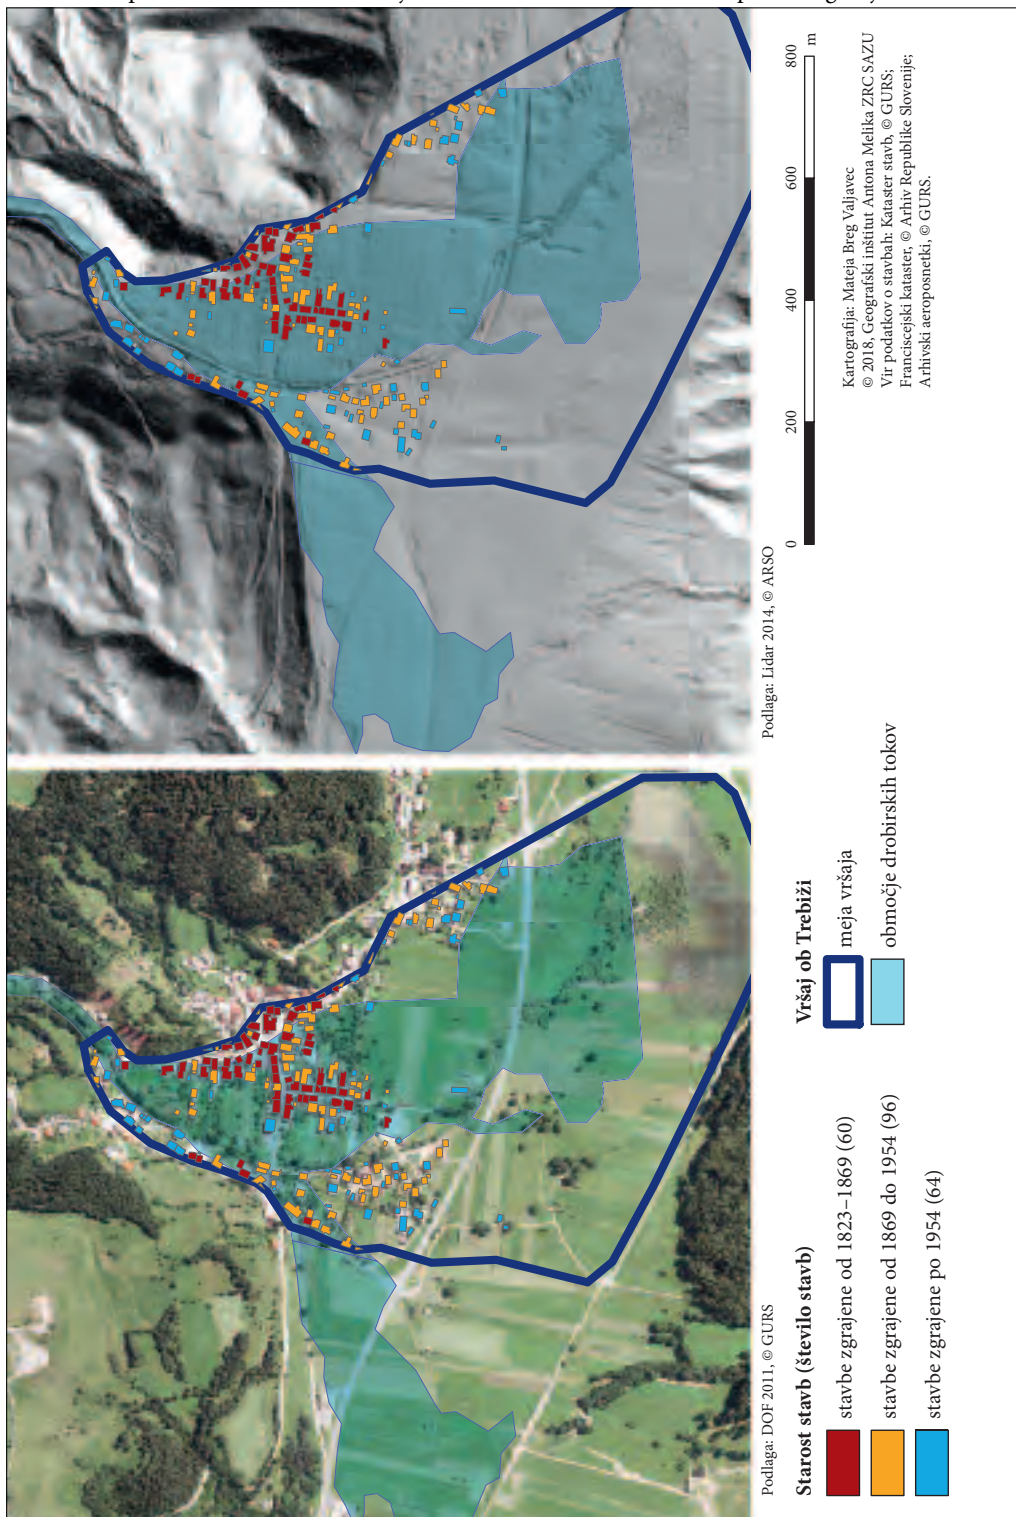 Podlaga: DOF 2011, © GURS
Podlaga: Lidar 2014, © ARSO
Starost stavb (število stavb)
stavbe zgrajene od 1823–1869 (60)
stavbe zgrajene od 1869 do 1954 (96)
stavbe zgrajene po 1954 (64)
Vršaj ob Trebiži
meja vršaja
območje drobirskih tokov
0 200 400 600 800
m
Kartografija: Mateja Breg Valjavec
© 2018, Geografski inštitut Antona Melika ZRC SAZU
Vir podatkov o stavbah: Kataster stavb, © GURS;
Franciscejski kataster, © Arhiv Republike Slovenije;
Arhivski aeroposnetki, © GURS.